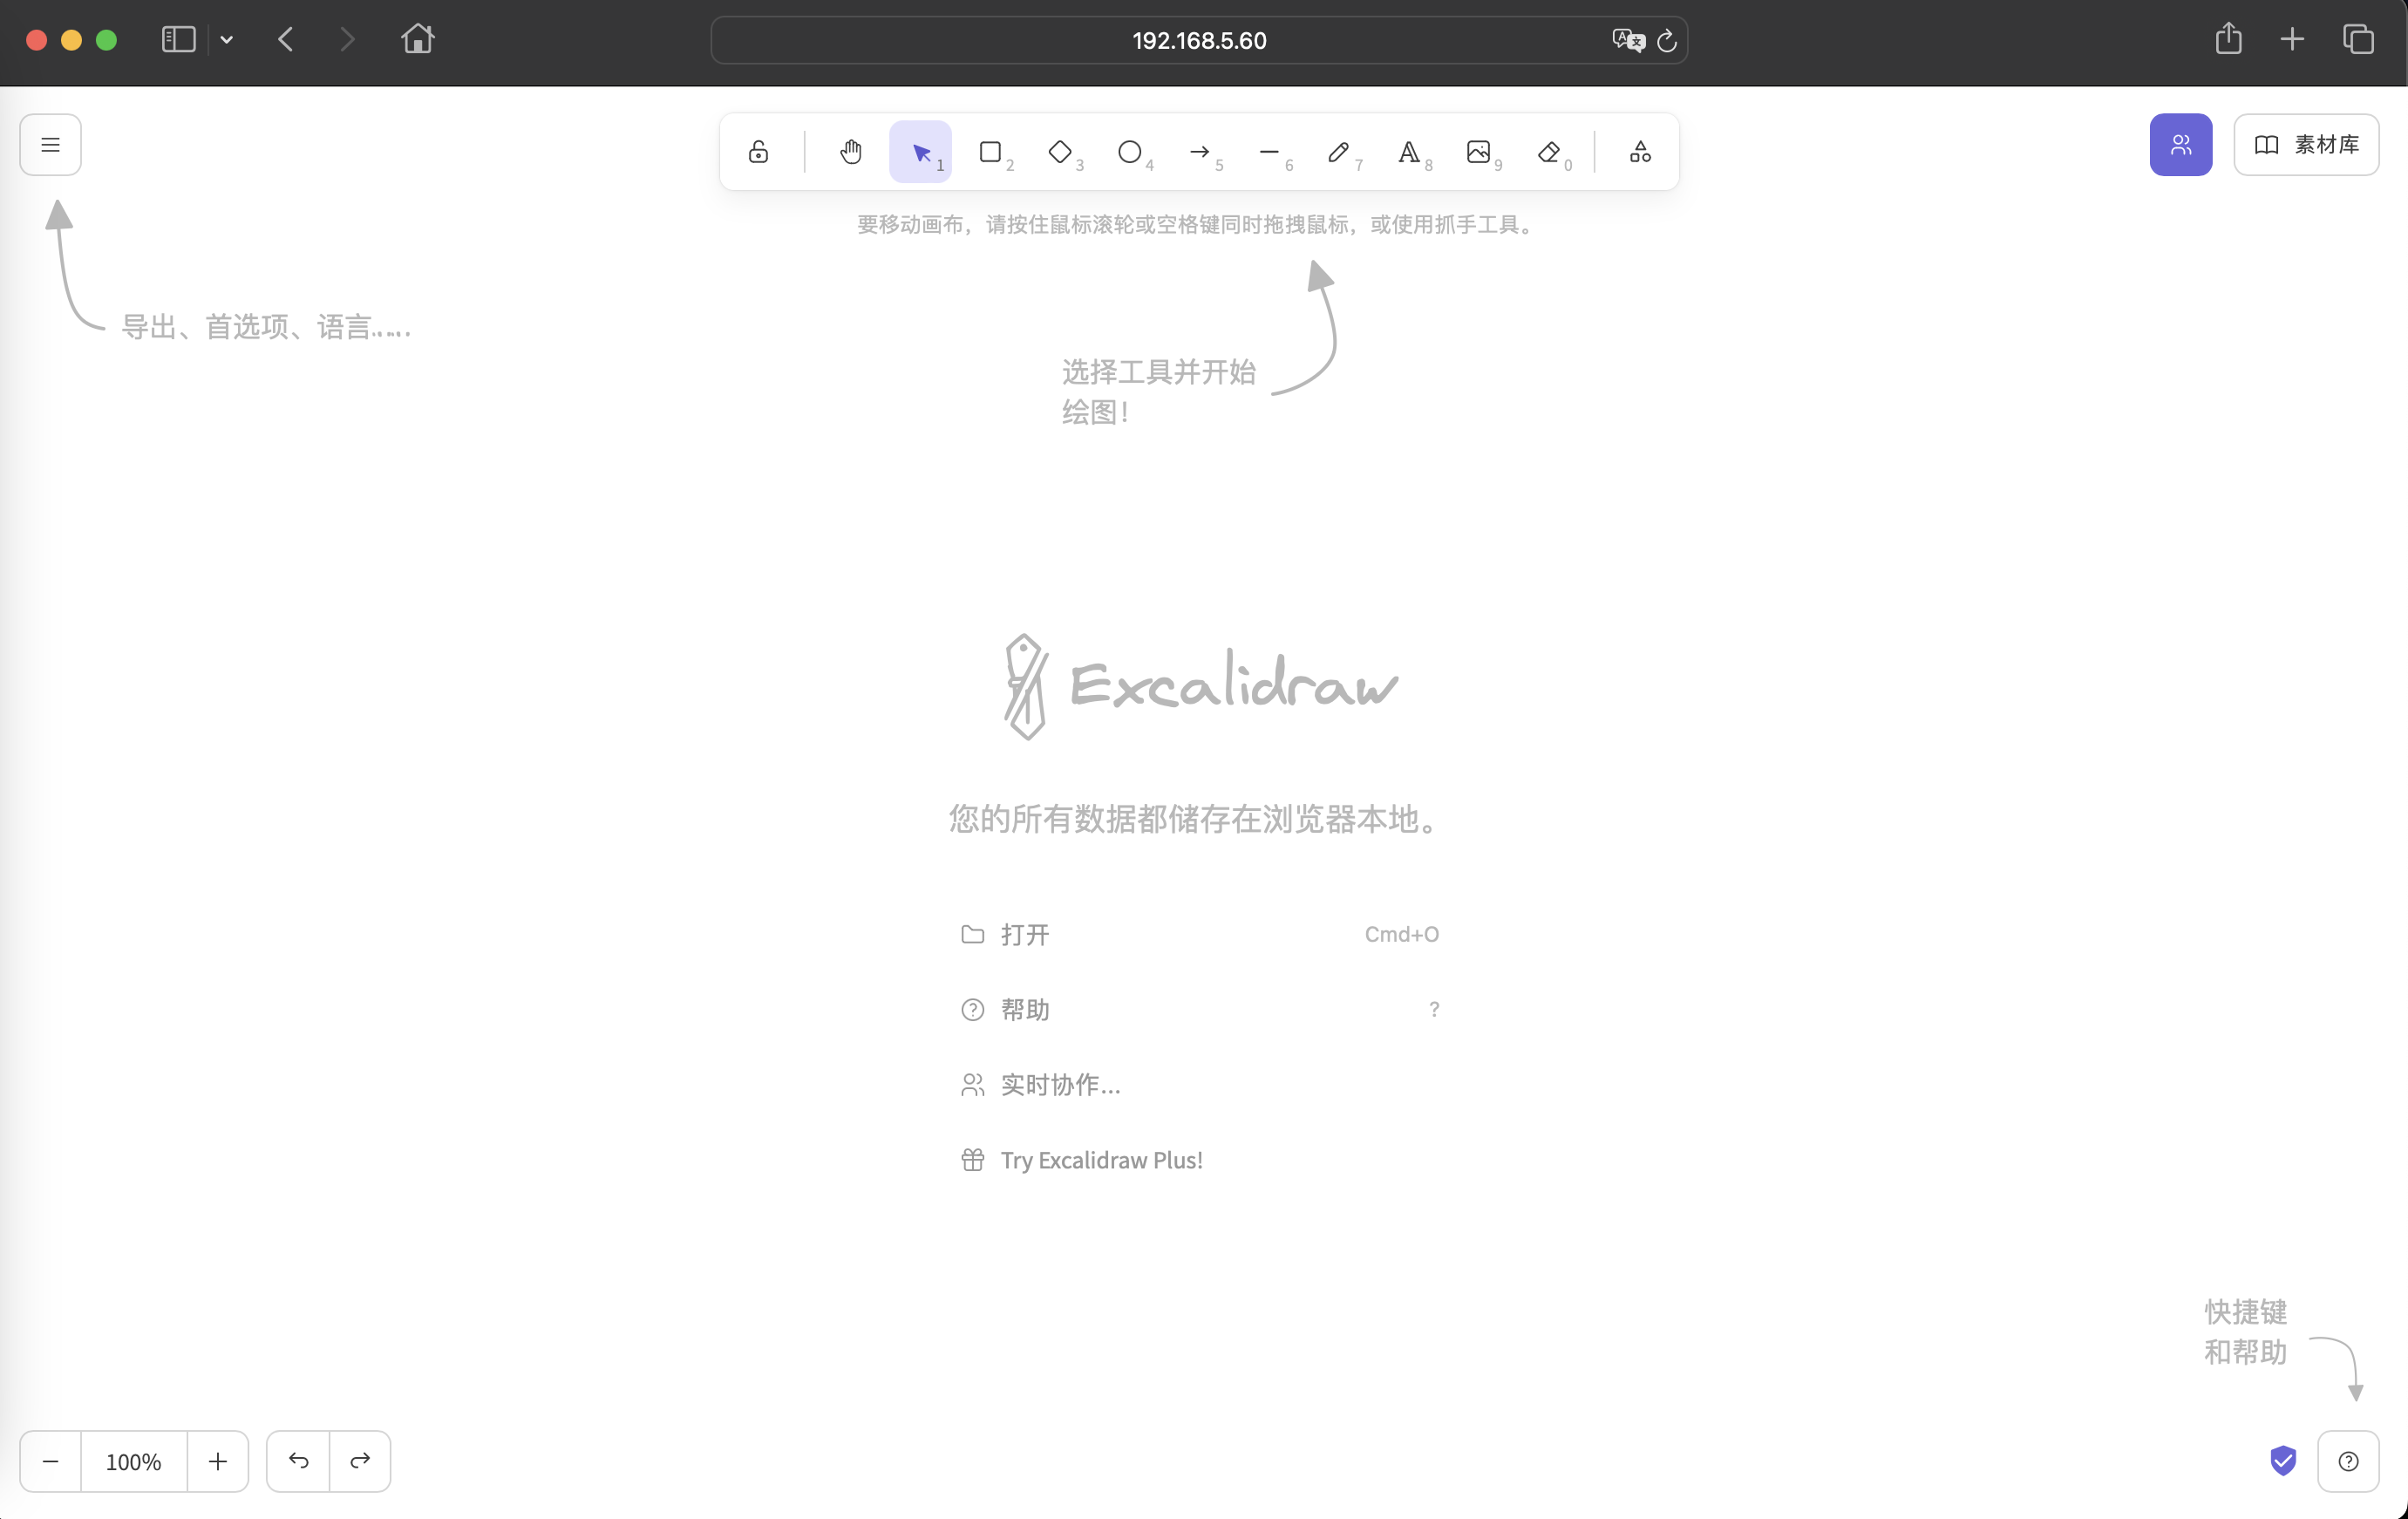 192.168.5.60
1
2
3
4
5
6
7
8
9
0
素材库
要移动画布，请按住鼠标滚轮或空格键同时拖拽鼠标，或使用抓手工具。
导出、首选项、语言……
选择工具并开始
绘图！
Excalidraw
您的所有数据都储存在浏览器本地。
打开 Cmd+O
帮助 ?
实时协作...
Try Excalidraw Plus!
快捷键
和帮助
100%